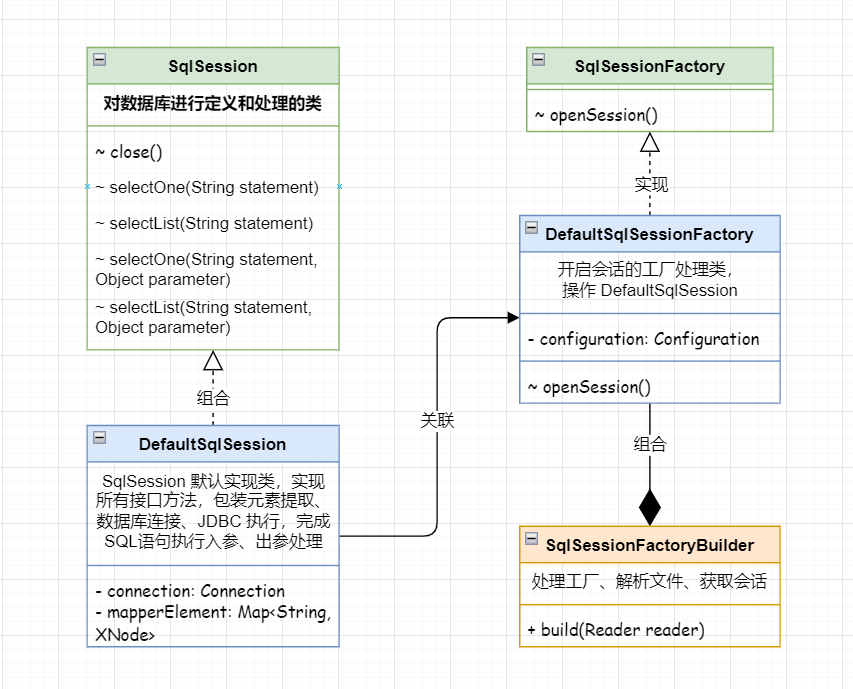 SqlSession
对数据库进行定义和处理的类
~ close()
~ selectOne(String statement)
~ selectList(String statement)
~ selectOne(String statement,
Object parameter)
~ selectList(String statement,
Object parameter)
组合
DefaultSqlSession
SqlSession 默认实现类，实现
所有接口方法，包装元素提取、
数据库连接、JDBC 执行，完成
SQL语句执行入参、出参处理
- connection: Connection
- mapperElement: Map<String,
XNode>
关联
SqlSessionFactory
~ openSession()
实现
DefaultSqlSessionFactory
开启会话的工厂处理类，
操作 DefaultSqlSession
- configuration: Configuration
~ openSession()
组合
SqlSessionFactoryBuilder
处理工厂、解析文件、获取会话
+ build(Reader reader)